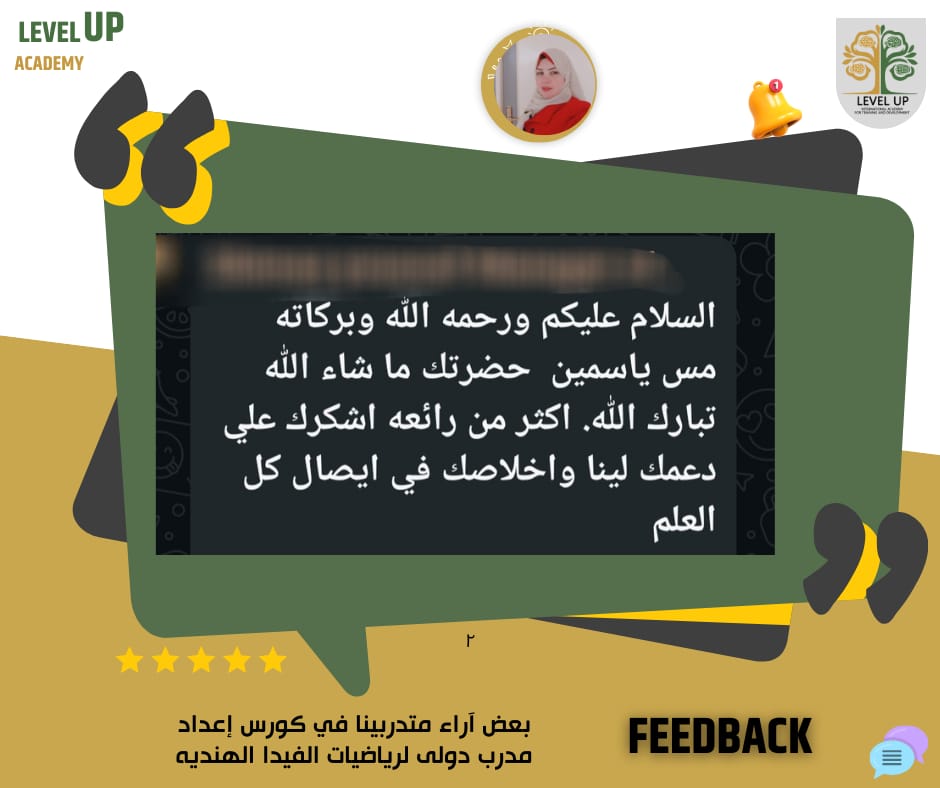 LEVEL UP
ACADEMY
1
LEVEL UP
INTERNATIONAL ACADEMY
FOR TRAINING AND DEVELOPMENT
السلام عليكم ورحمه الله وبركاته
مس ياسمين حضرتك ما شاء الله
تبارك الله. اكثر من رائعه اشكرك علي
دعمك لينا واخلاصك في ايصال كل
العلم
٢
بعض آراء متدربينا في كورس إعداد
مدرب دولى لرياضيات الفيدا الهنديه
FEEDBACK